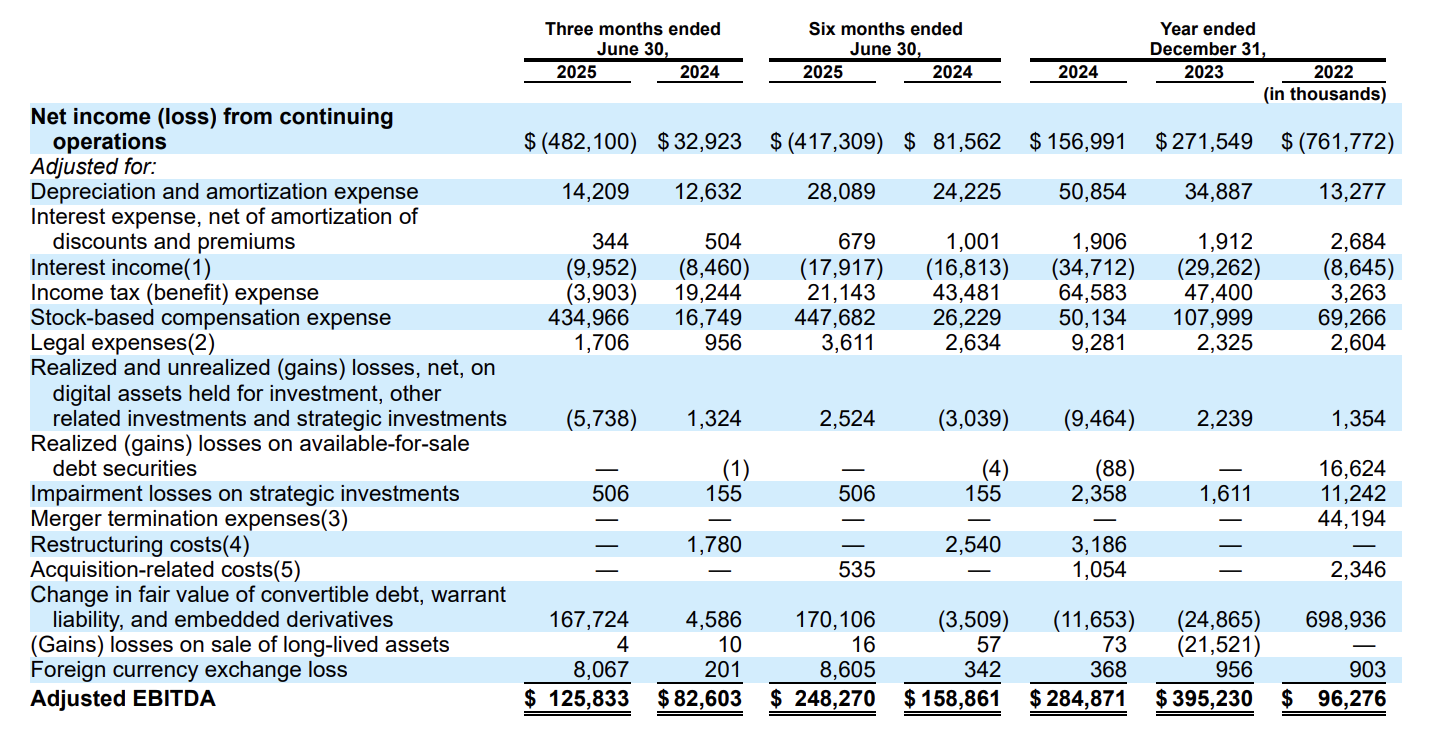 Three months ended Six months ended Year ended
June 30, June 30, December 31,
2025 2024 2025 2024 2024 2023 2022
(in thousands)
Net income (loss) from continuing
operations $ (482,100) $ 32,923 $ (417,309) $ 81,562 $ 156,991 $ 271,549 $ (761,772)
Adjusted for:
Depreciation and amortization expense 14,209 12,632 28,089 24,225 50,854 34,887 13,277
Interest expense, net of amortization of
discounts and premiums 344 504 679 1,001 1,906 1,912 2,684
Interest income(1) (9,952) (8,460) (17,917) (16,813) (34,712) (29,262) (8,645)
Income tax (benefit) expense (3,903) 19,244 21,143 43,481 64,583 47,400 3,263
Stock-based compensation expense 434,966 16,749 447,682 26,229 50,134 107,999 69,266
Legal expenses(2) 1,706 956 3,611 2,634 9,281 2,325 2,604
Realized and unrealized (gains) losses, net, on
digital assets held for investment, other
related investments and strategic investments (5,738) 1,324 2,524 (3,039) (9,464) 2,239 1,354
Realized (gains) losses on available-for-sale
debt securities — (1) — (4) (88) — 16,624
Impairment losses on strategic investments 506 155 506 155 2,358 1,611 11,242
Merger termination expenses(3) — — — — — — 44,194
Restructuring costs(4) — 1,780 — 2,540 3,186 — —
Acquisition-related costs(5) — — 535 — 1,054 — 2,346
Change in fair value of convertible debt, warrant
liability, and embedded derivatives 167,724 4,586 170,106 (3,509) (11,653) (24,865) 698,936
(Gains) losses on sale of long-lived assets 4 10 16 57 73 (21,521) —
Foreign currency exchange loss 8,067 201 8,605 342 368 956 903
Adjusted EBITDA $ 125,833 $ 82,603 $ 248,270 $ 158,861 $ 284,871 $ 395,230 $ 96,276